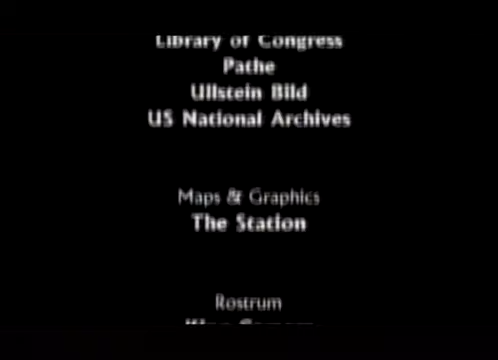 Library of Congress
Pathe
Ullstein Bild
US National Archives
Maps & Graphics
The Station
Rostrum